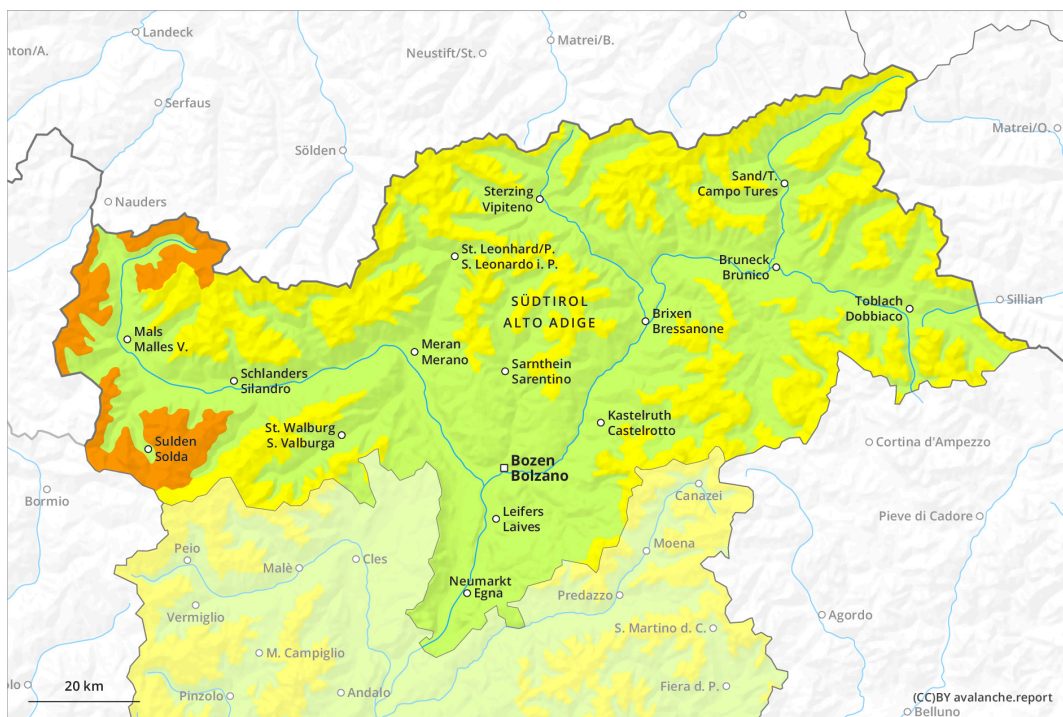 Landeck
nton/A.
Neustift/St.
Matrei/B.
Serfaus
Matrei/O.
Sölden
Sand/T.
Campo Tures
Sterzing
Vipiteno
Nauders
St. Leonhard/P.
S. Leonardo i. P.
Bruneck
Brunico
SÜDTIROL
ALTO ADIGE
Toblach
Dobbiaco
Sillian
Brixen
Bressanone
Mals
Malles V.
Meran
Merano
Sarnthein
Sarentino
Schlanders
Silandro
Kastelruth
Castelrotto
St. Walburg
S. Valburga
Sulden
Solda
Cortina d'Ampezzo
Bozen
Bolzano
Bormio
Canazei
Leifers
Laives
Pieve di Cadore
Peio
Moena
Cles
Malè
Neumarkt
Egna
Predazzo
Vermiglio
Agordo
S. Martino d. C.
M. Campiglio
20 km
olo
Pinzolo
Andalo
Fiera d. P.
(CC)BY avalanche.report
Belluno